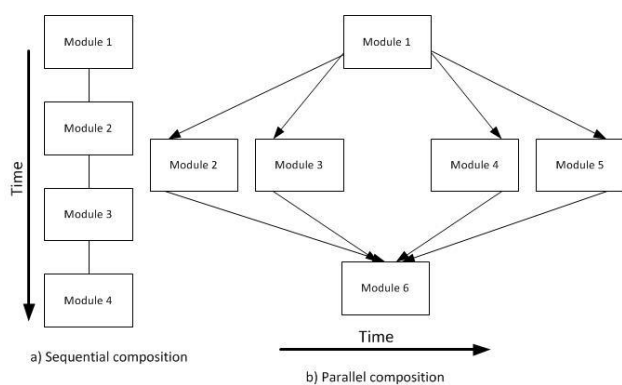 Module 1
Module 2
Module 3
Module 4
Time
a) Sequential composition
Module 1
Module 2
Module 3
Module 4
Module 5
Module 6
Time
b) Parallel composition